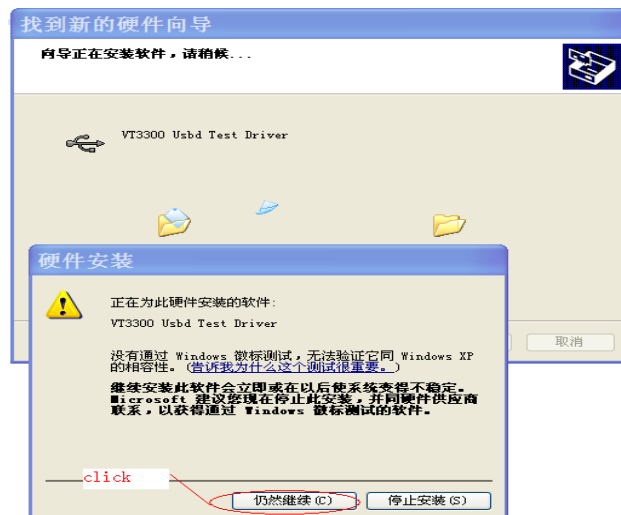 找到新的硬件向导
向导正在安装软件，请稍候...
VT3300 Usbd Test Driver
取消
硬件安装
正在为此硬件安装的软件:
VT3300 Usbd Test Driver
没有通过 Windows 徽标测试，无法验证它同 Windows XP
的相容性。(告诉我为什么这个测试很重要。)
继续安装此软件会立即或在以后使系统变得不稳定。
Microsoft 建议您现在停止此安装，并同硬件供应商
联系，以获得通过 Windows 徽标测试的软件。
click
仍然继续(C)
停止安装(S)